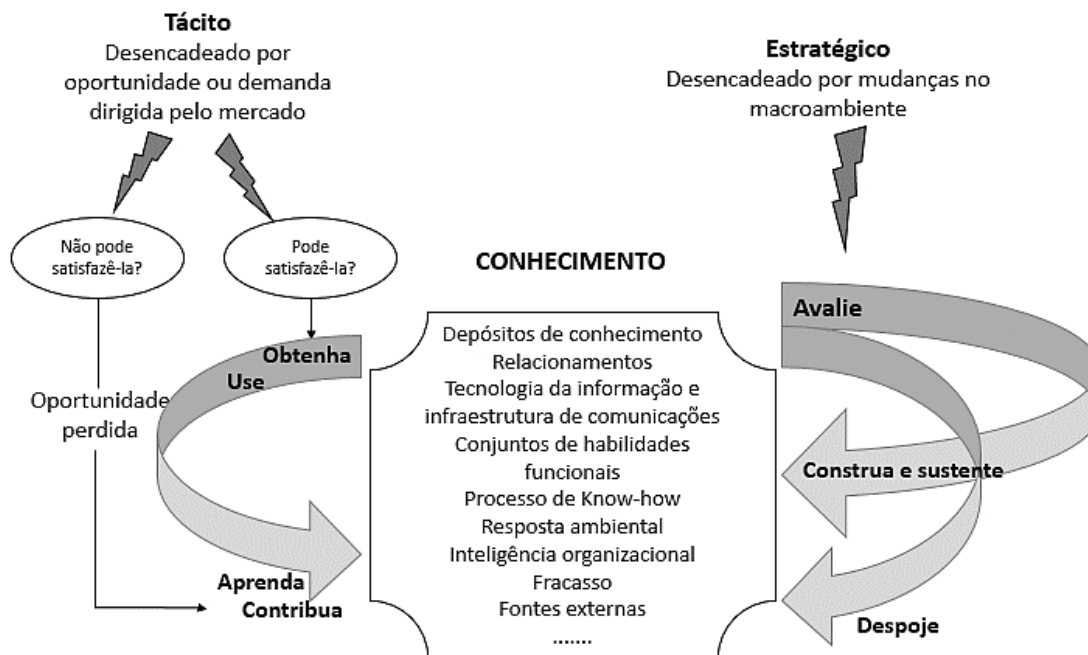 Tácito
Desencadeado por
oportunidade ou demanda
dirigida pelo mercado
Estratégico
Desencadeado por mudanças no
macroambiente
Não pode
satisfazê-la?
Pode
satisfazê-la?
CONHECIMENTO
Obtenha
Use
Oportunidade
perdida
Aprenda
Contribua
Depósitos de conhecimento
Relacionamentos
Tecnologia da informação e
infraestrutura de comunicações
Conjuntos de habilidades
funcionais
Processo de Know-how
Resposta ambiental
Inteligência organizacional
Fracasso
Fontes externas
.......
Avalie
Construa e sustente
Despoje